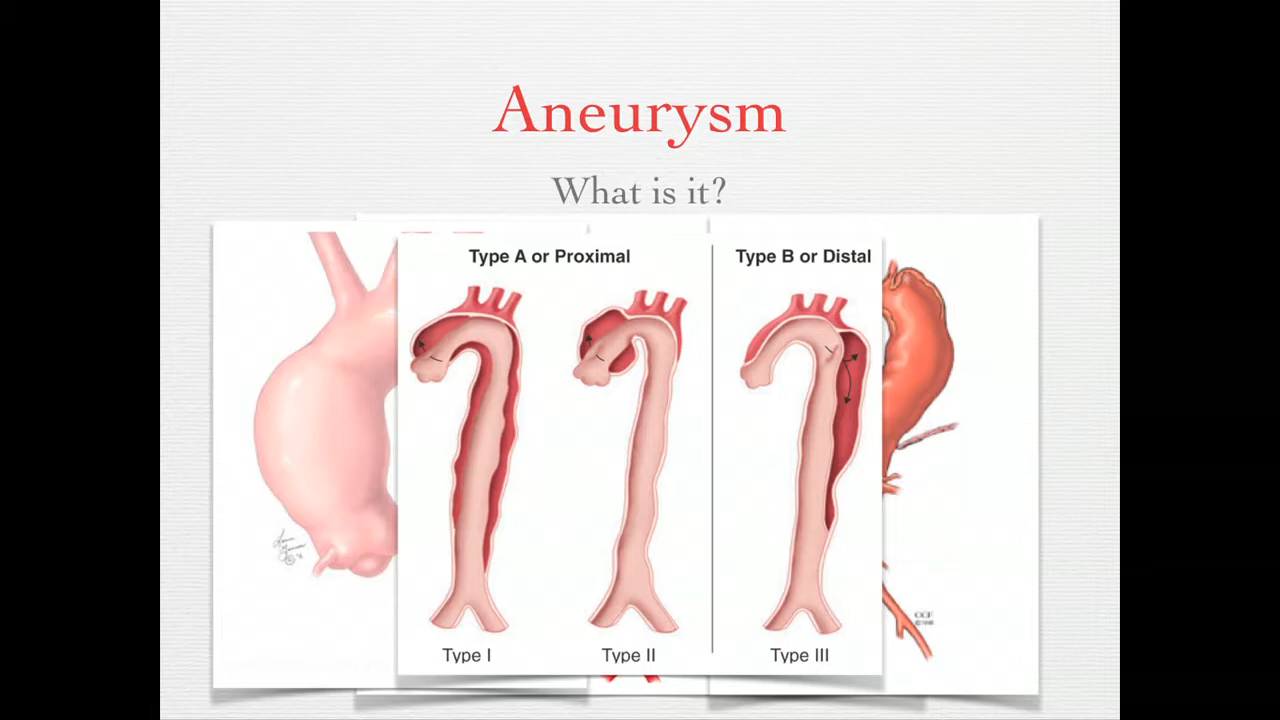 Aneurysm
What is it?
Type A or Proximal
Type B or Distal
Type I
Type II
Type III